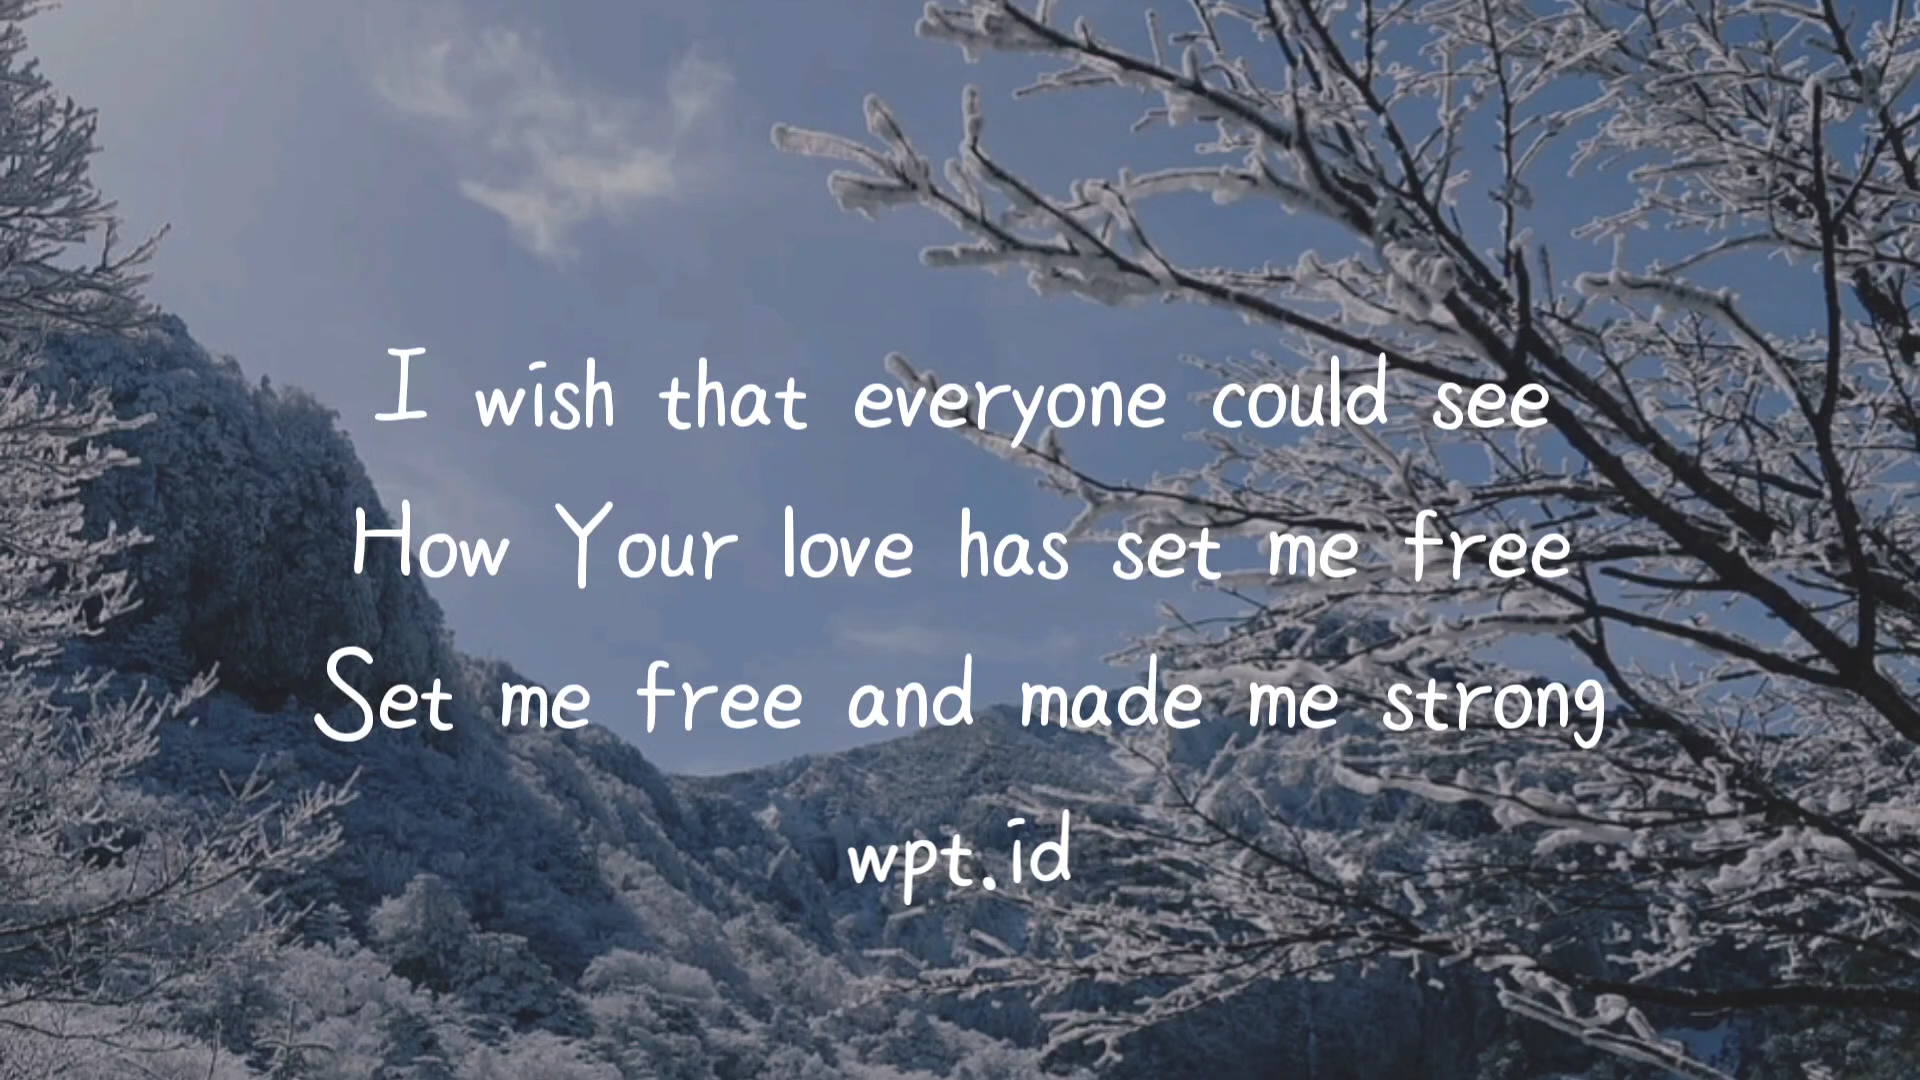 I wish that everyone could see
How Your love has set me free
Set me free and made me strong
wpt.id